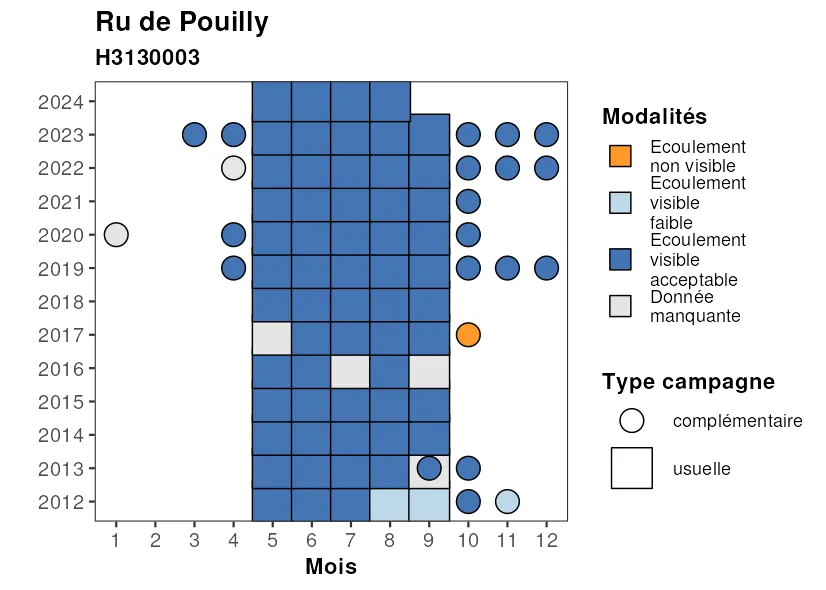 Ru de Pouilly
H3130003
2024
2023
2022
2021
2020
2019
2018
2017
2016
2015
2014
2013
2012
1 2 3 4 5 6 7 8 9 10 11 12
Mois
Modalités
Ecoulement
non visible
Ecoulement
visible
faible
Ecoulement
visible
acceptable
Donnée
manquante
Type campagne
complémentaire
usuelle